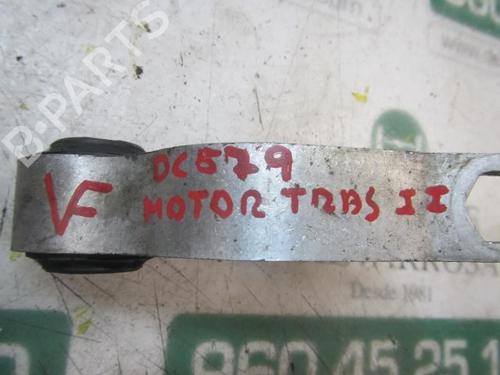 B-PARTS
DC579
VF MOTOR TRAS II
Desde 1981
960 45 25 1